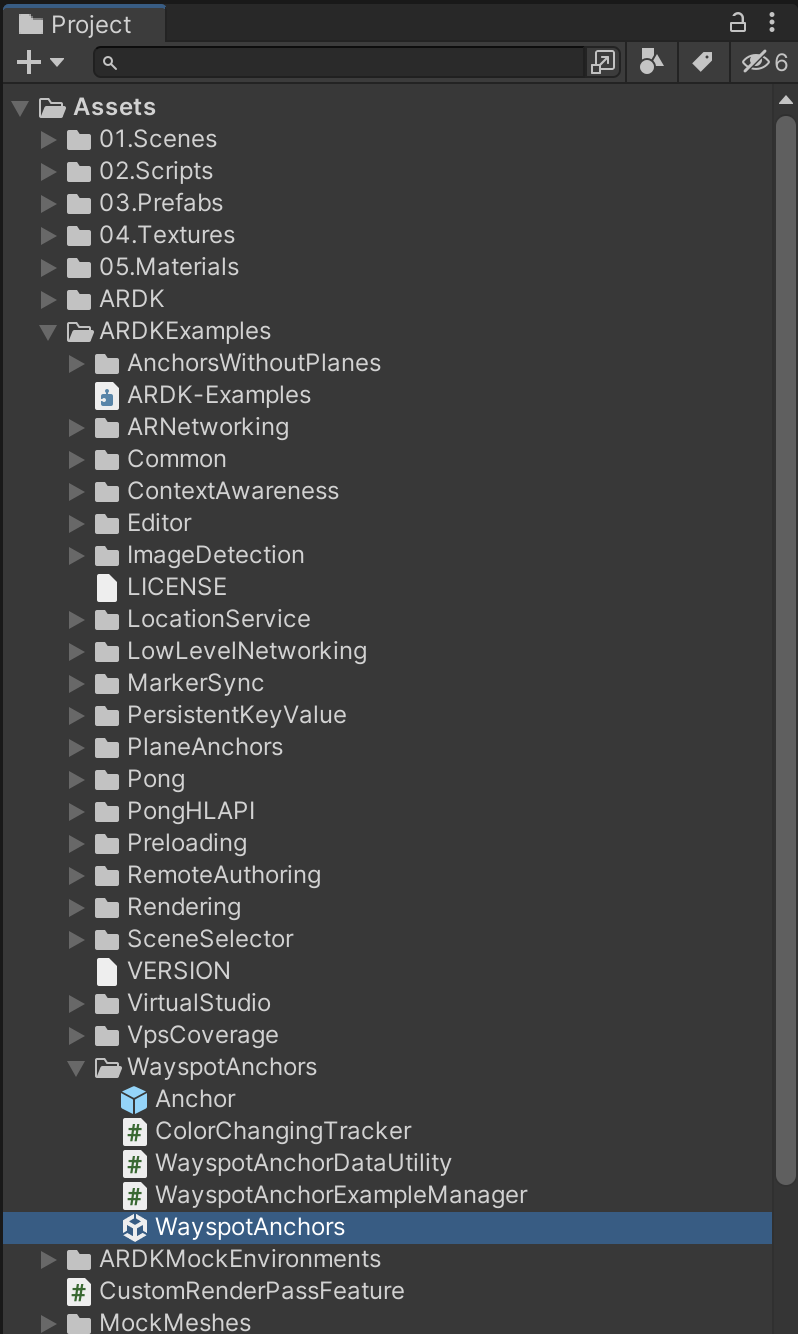 Project
6
Assets
01.Scenes
02.Scripts
03.Prefabs
04.Textures
05.Materials
ARDK
ARDKExamples
AnchorsWithoutPlanes
ARDK-Examples
ARNetworking
Common
ContextAwareness
Editor
ImageDetection
LICENSE
LocationService
LowLevelNetworking
MarkerSync
PersistentKeyValue
PlaneAnchors
Pong
PongHLAPI
Preloading
RemoteAuthoring
Rendering
SceneSelector
VERSION
VirtualStudio
VpsCoverage
WayspotAnchors
Anchor
ColorChangingTracker
WayspotAnchorDataUtility
WayspotAnchorExampleManager
WayspotAnchors
ARDKMockEnvironments
CustomRenderPassFeature
MockMeshes